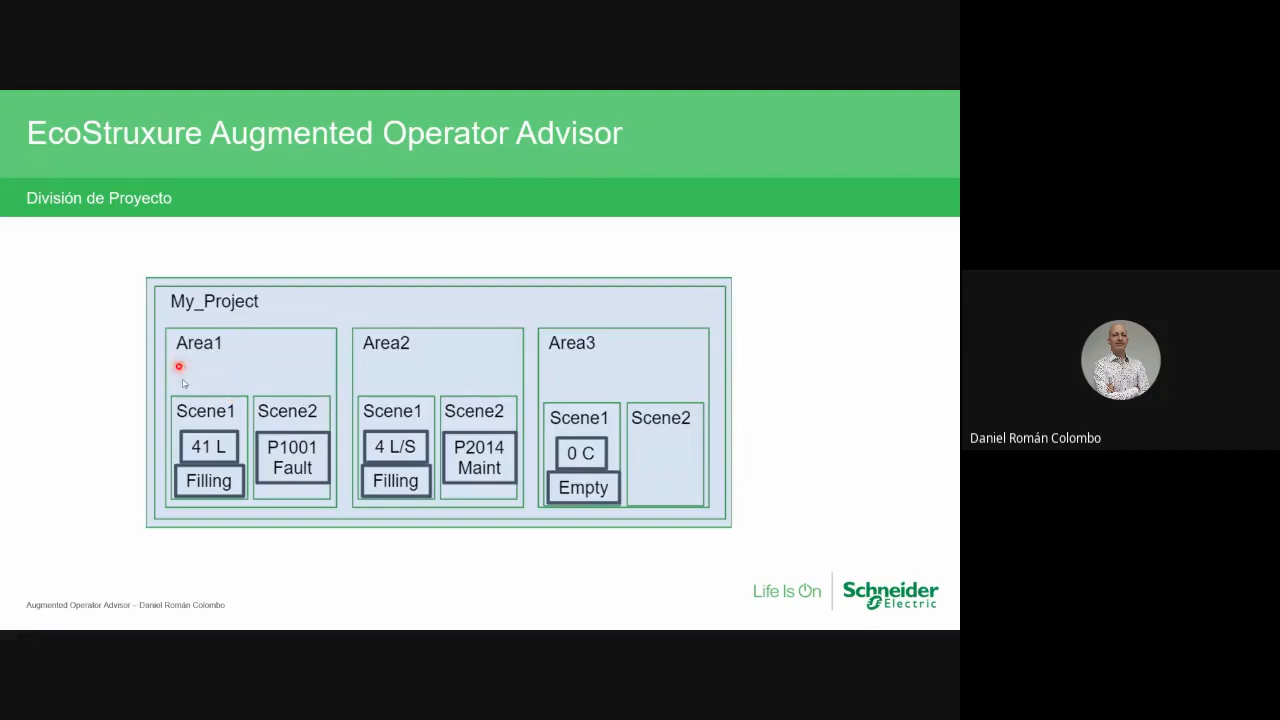 EcoStruxure Augmented Operator Advisor
División de Proyecto
My_Project
Area1
Area2
Area3
Scene1
Scene2
Scene1
Scene2
Scene1
Scene2
41 L
P1001
Fault
4 L/S
P2014
Maint
0 C
Filling
Filling
Empty
Daniel Román Colombo
Life Is On
Schneider
Electric
Augmented Operator Advisor – Daniel Román Colombo